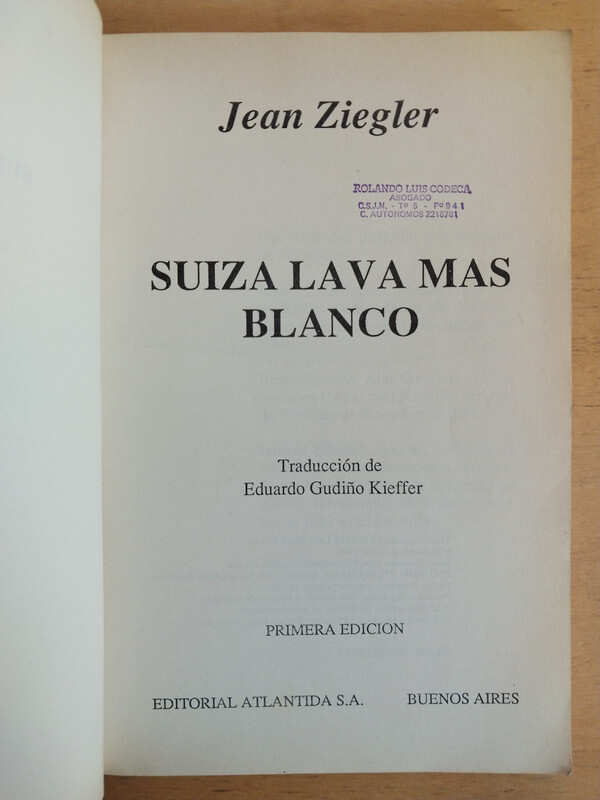 Jean Ziegler
ROLANDO LUIS CODECA
ABOGADO
C.S.J.N. - Tº 5 - Fº 941
C. AUTONOMOS 2218781
SUIZA LAVA MAS
BLANCO
Traducción de
Eduardo Gudiño Kieffer
PRIMERA EDICION
EDITORIAL ATLANTIDA S.A. BUENOS AIRES